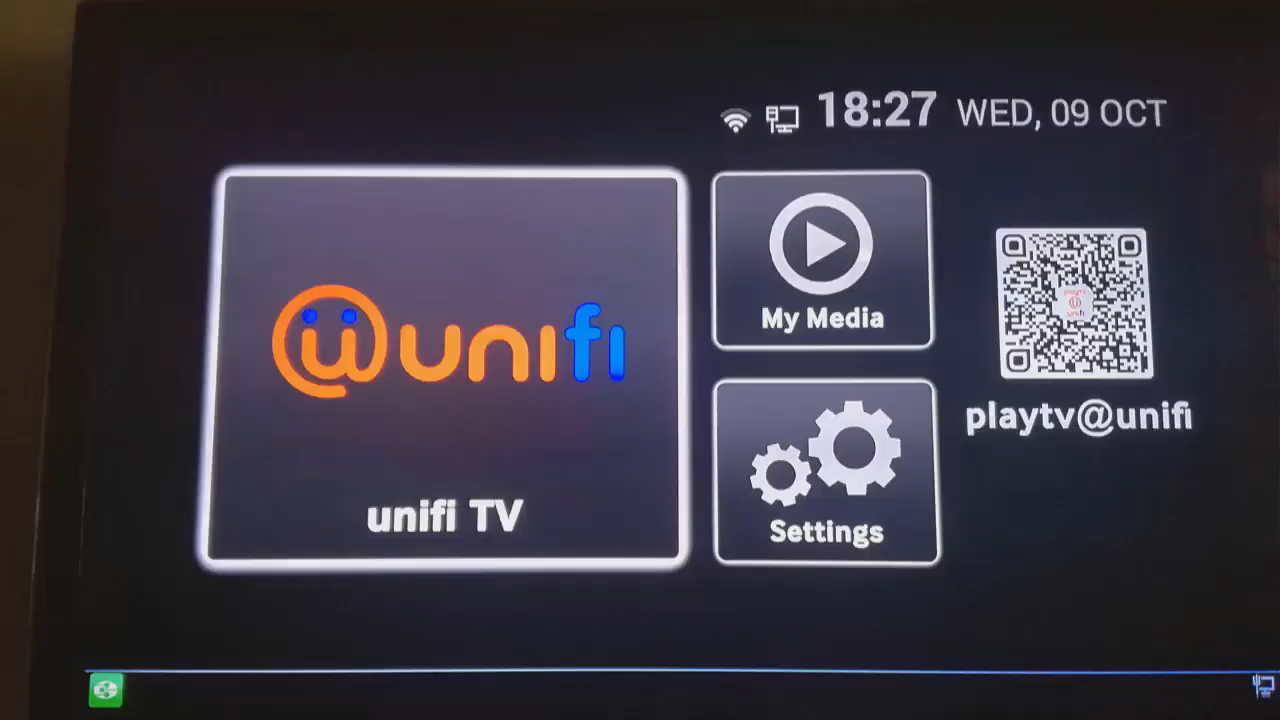 18:27 WED, 09 OCT
unifi
unifi TV
My Media
Settings
playtv@unifi